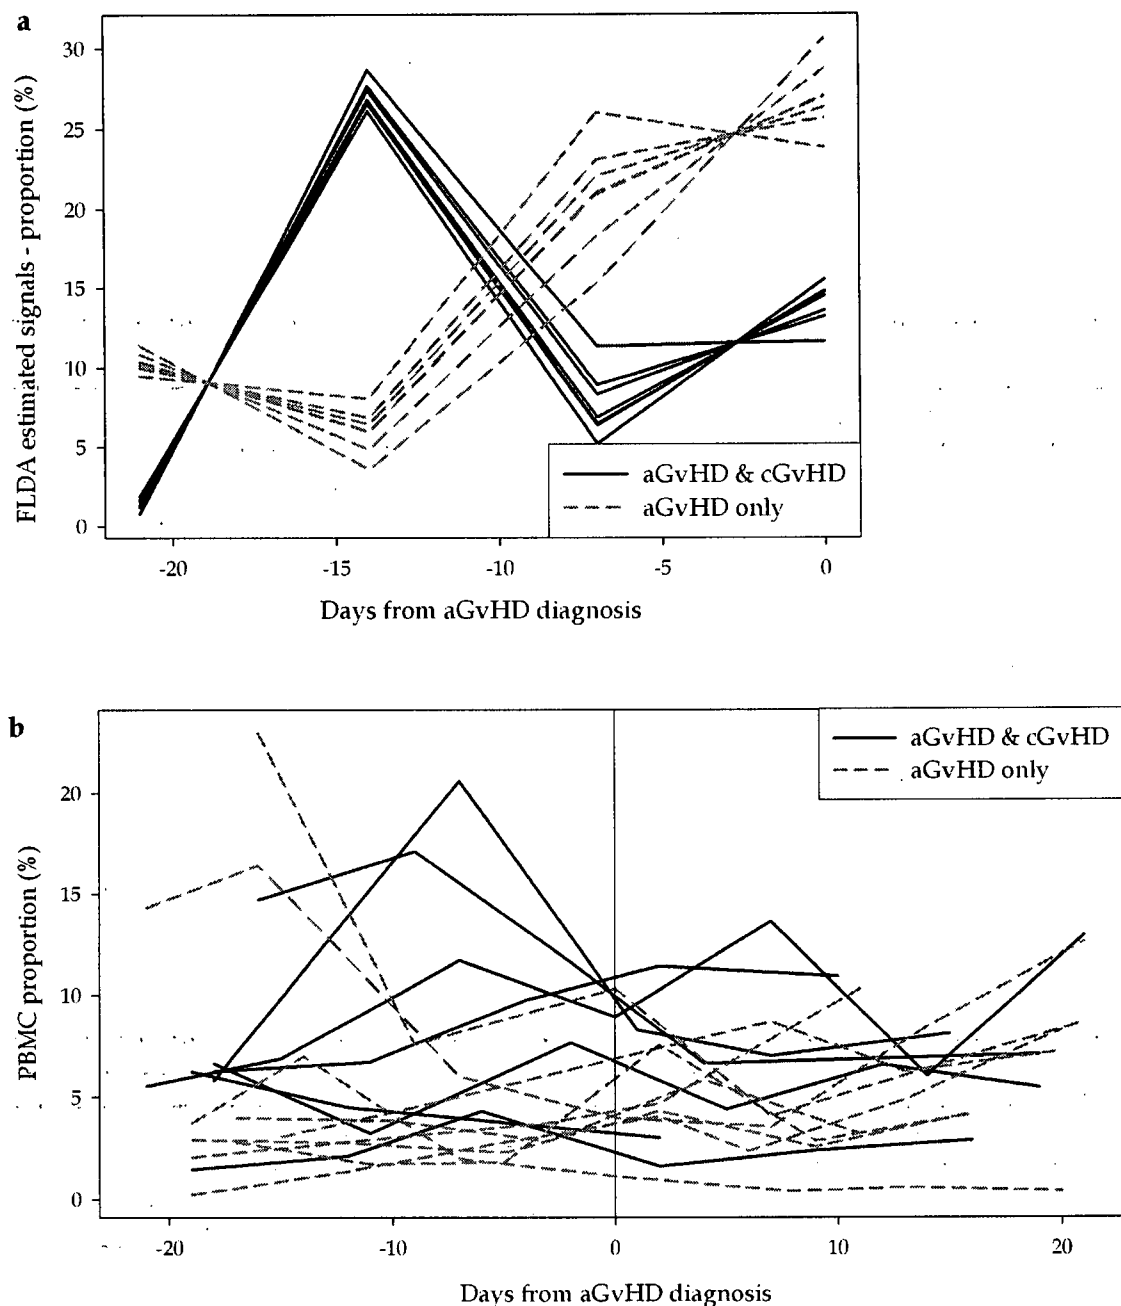 a
FLDA estimated signals - proportion (%)
30
25
20
15
10
5
0
aGvHD & cGvHD
aGvHD only
-20
-15
-10
-5
0
Days from aGvHD diagnosis
b
PBMC proportion (%)
20
15
10
5
0
aGvHD & cGvHD
aGvHD only
-20
-10
0
10
20
Days from aGvHD diagnosis